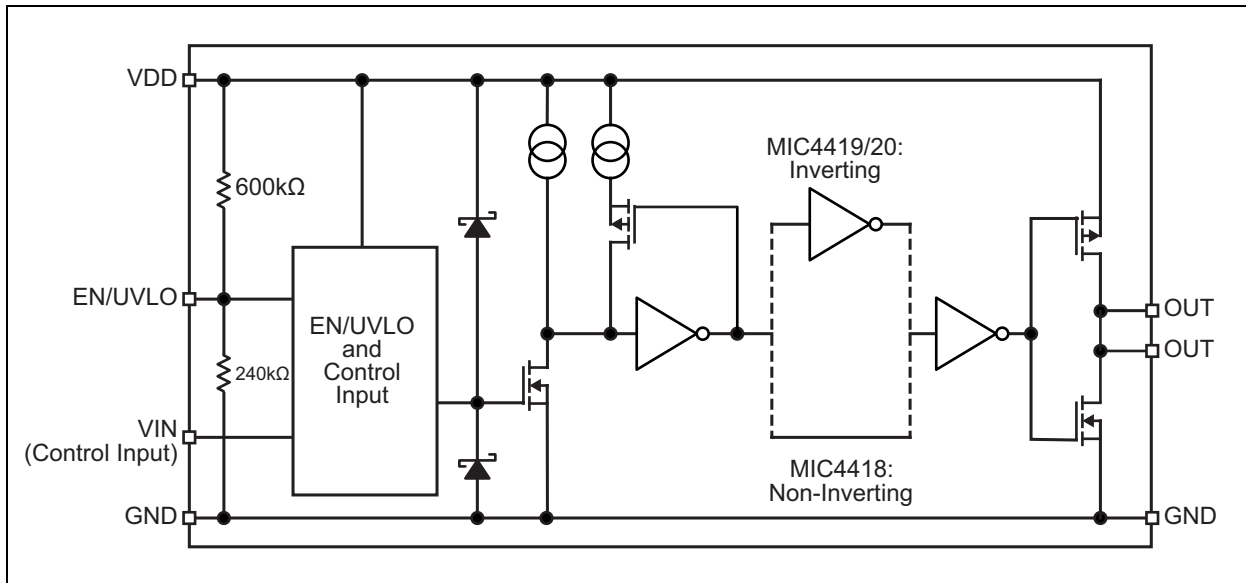 VDD
600kΩ
EN/UVLO
240kΩ
VIN
(Control Input)
GND
EN/UVLO
and
Control
Input
MIC4419/20:
Inverting
MIC4418:
Non-Inverting
OUT
OUT
GND